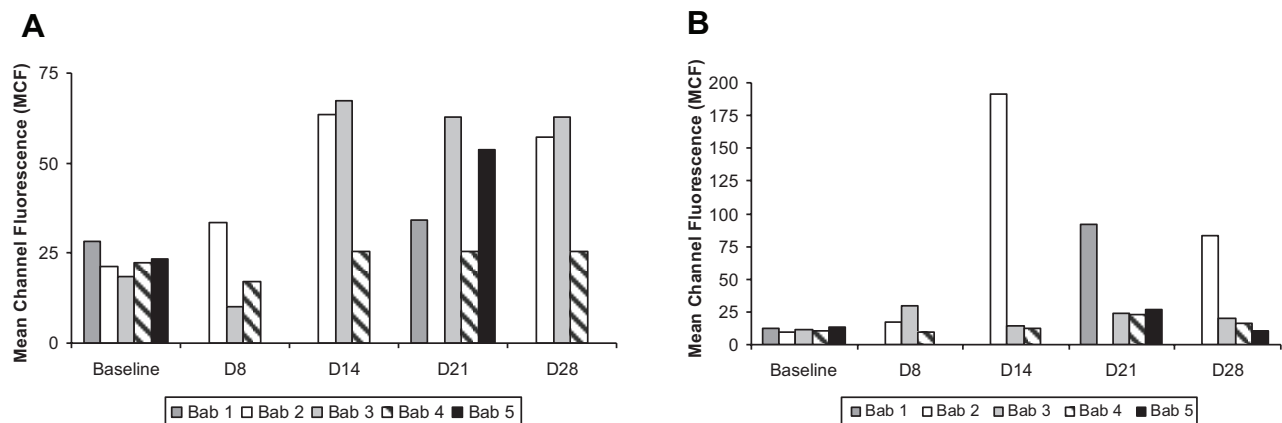 A
Mean Channel Fluorescence (MCF)
75
50
25
0
Baseline D8 D14 D21 D28
Bab 1 Bab 2 Bab 3 Bab 4 Bab 5
B
Mean Channel Fluorescence (MCF)
200
175
150
125
100
75
50
25
0
Baseline D8 D14 D21 D28
Bab 1 Bab 2 Bab 3 Bab 4 Bab 5